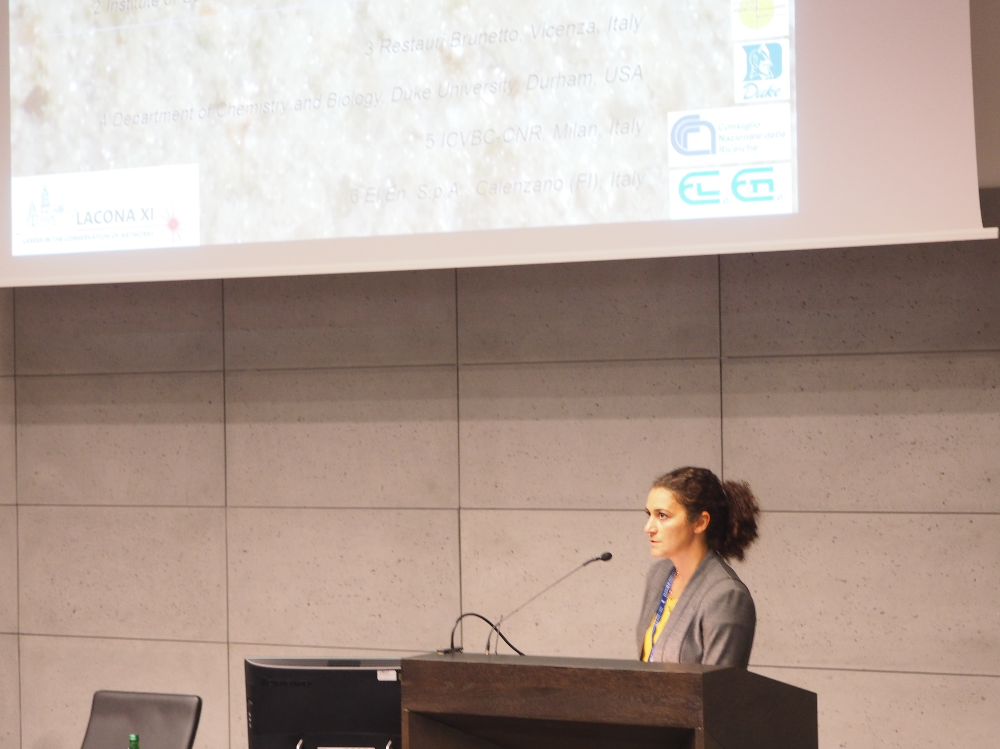 2 Institute of
3 Restauri Brunetto, Vicenza, Italy
4 Department of Chemistry and Biology, Duke University, Durham, USA
Duke
5 ICVBC-CNR, Milan, Italy
Consiglio
Nazionale delle
Ricerche
6 El.En. S.p.A., Calenzano (FI), Italy
El.En.
LACONA XI
LASERS IN THE CONSERVATION OF ARTWORKS